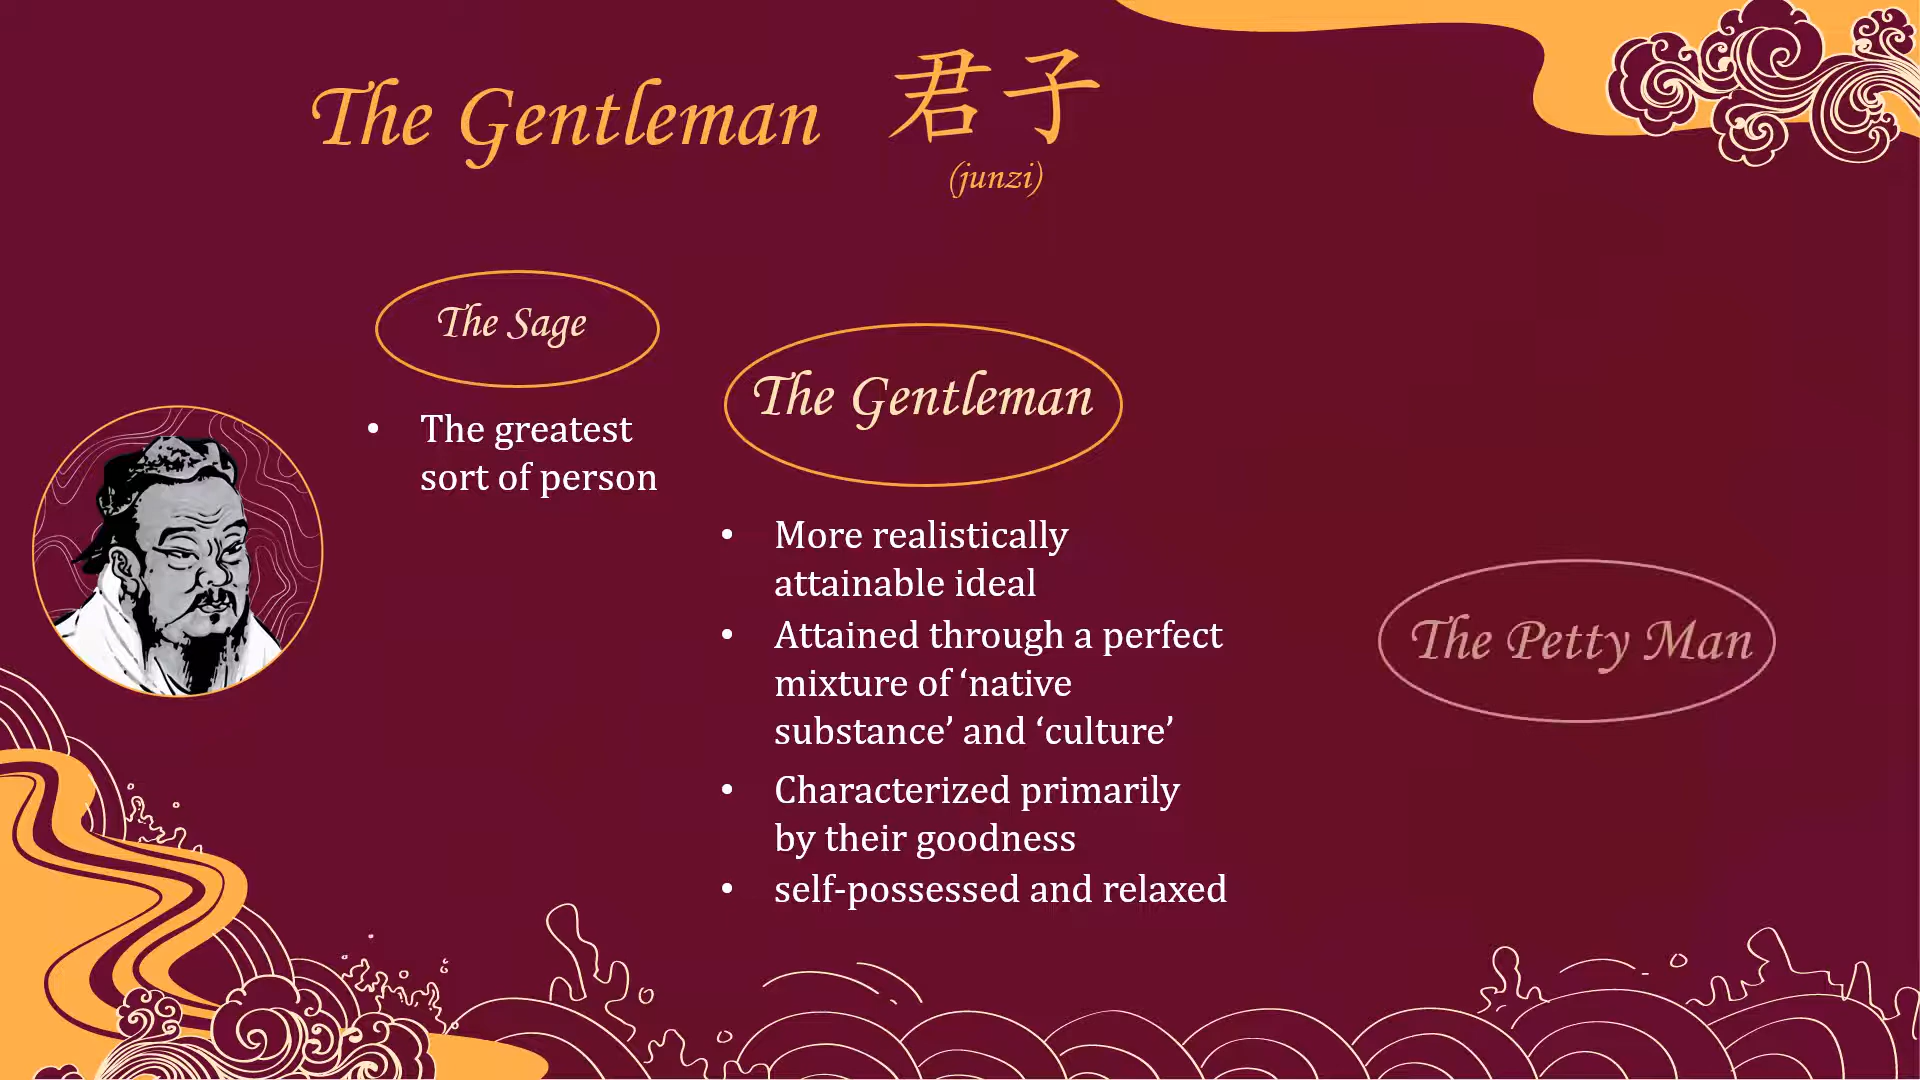 The Gentleman 君子
(junzi)
The Sage
• The greatest
sort of person
The Gentleman
• More realistically
attainable ideal
• Attained through a perfect
mixture of ‘native
substance’ and ‘culture’
• Characterized primarily
by their goodness
• self-possessed and relaxed
The Petty Man